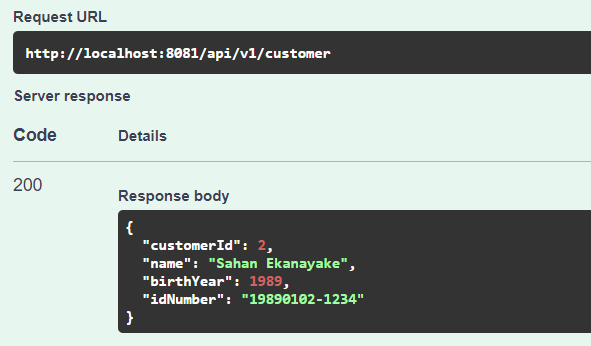 Request URL
http://localhost:8081/api/v1/customer
Server response
Code Details
200
Response body
{
  "customerId": 2,
  "name": "Sahan Ekanayake",
  "birthYear": 1989,
  "idNumber": "19890102-1234"
}